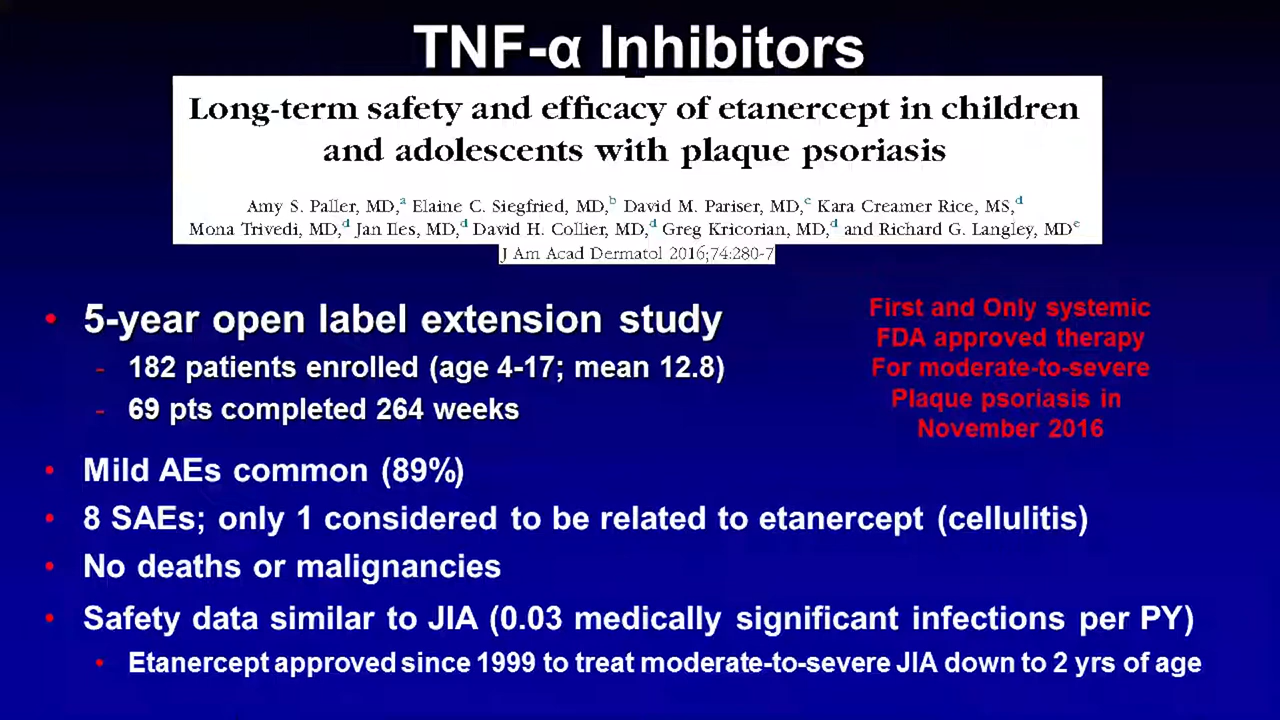 TNF-α Inhibitors
Long-term safety and efficacy of etanercept in children
and adolescents with plaque psoriasis
Amy S. Paller, MD,a Elaine C. Siegfried, MD,b David M. Pariser, MD,c Kara Creamer Rice, MS,d
Mona Trivedi, MD,d Jan Iles, MD,d David H. Collier, MD,d Greg Kricorian, MD,d and Richard G. Langley, MDe
J Am Acad Dermatol 2016;74:280-7
• 5-year open label extension study
- 182 patients enrolled (age 4-17; mean 12.8)
- 69 pts completed 264 weeks
First and Only systemic
FDA approved therapy
For moderate-to-severe
Plaque psoriasis in
November 2016
• Mild AEs common (89%)
• 8 SAEs; only 1 considered to be related to etanercept (cellulitis)
• No deaths or malignancies
• Safety data similar to JIA (0.03 medically significant infections per PY)
• Etanercept approved since 1999 to treat moderate-to-severe JIA down to 2 yrs of age